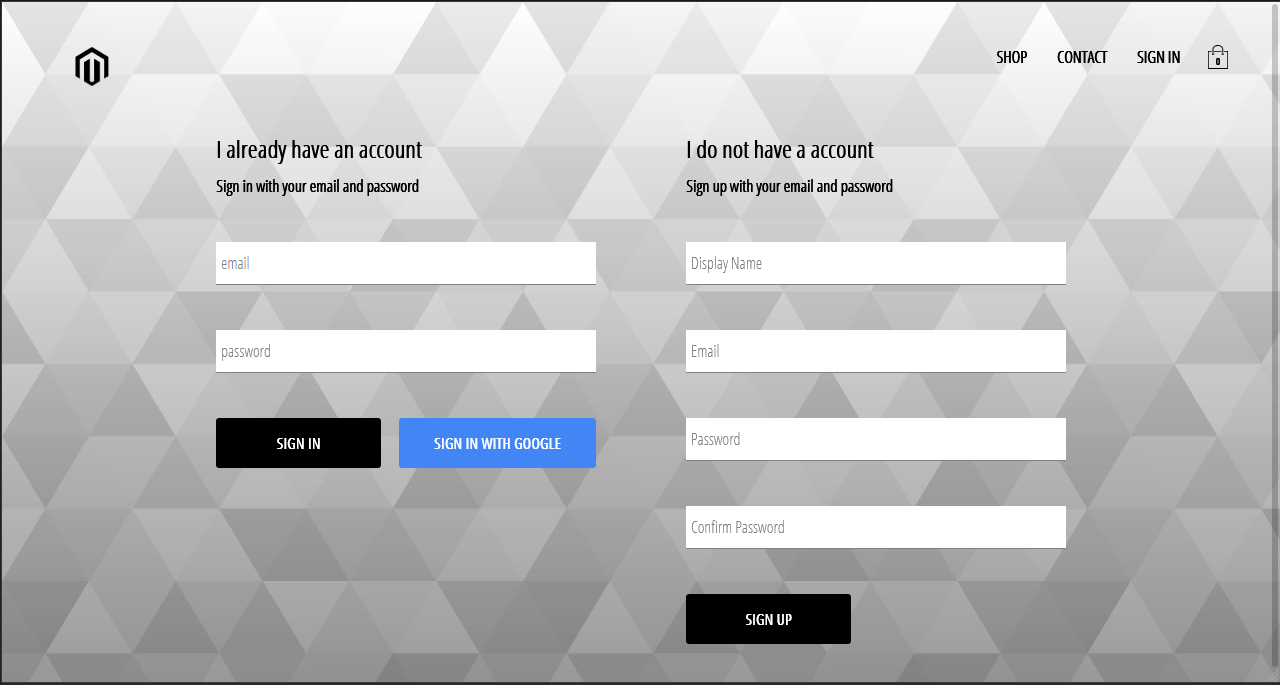 SHOP CONTACT SIGN IN 0
I already have an account
Sign in with your email and password
email
password
SIGN IN SIGN IN WITH GOOGLE
I do not have a account
Sign up with your email and password
Display Name
Email
Password
Confirm Password
SIGN UP